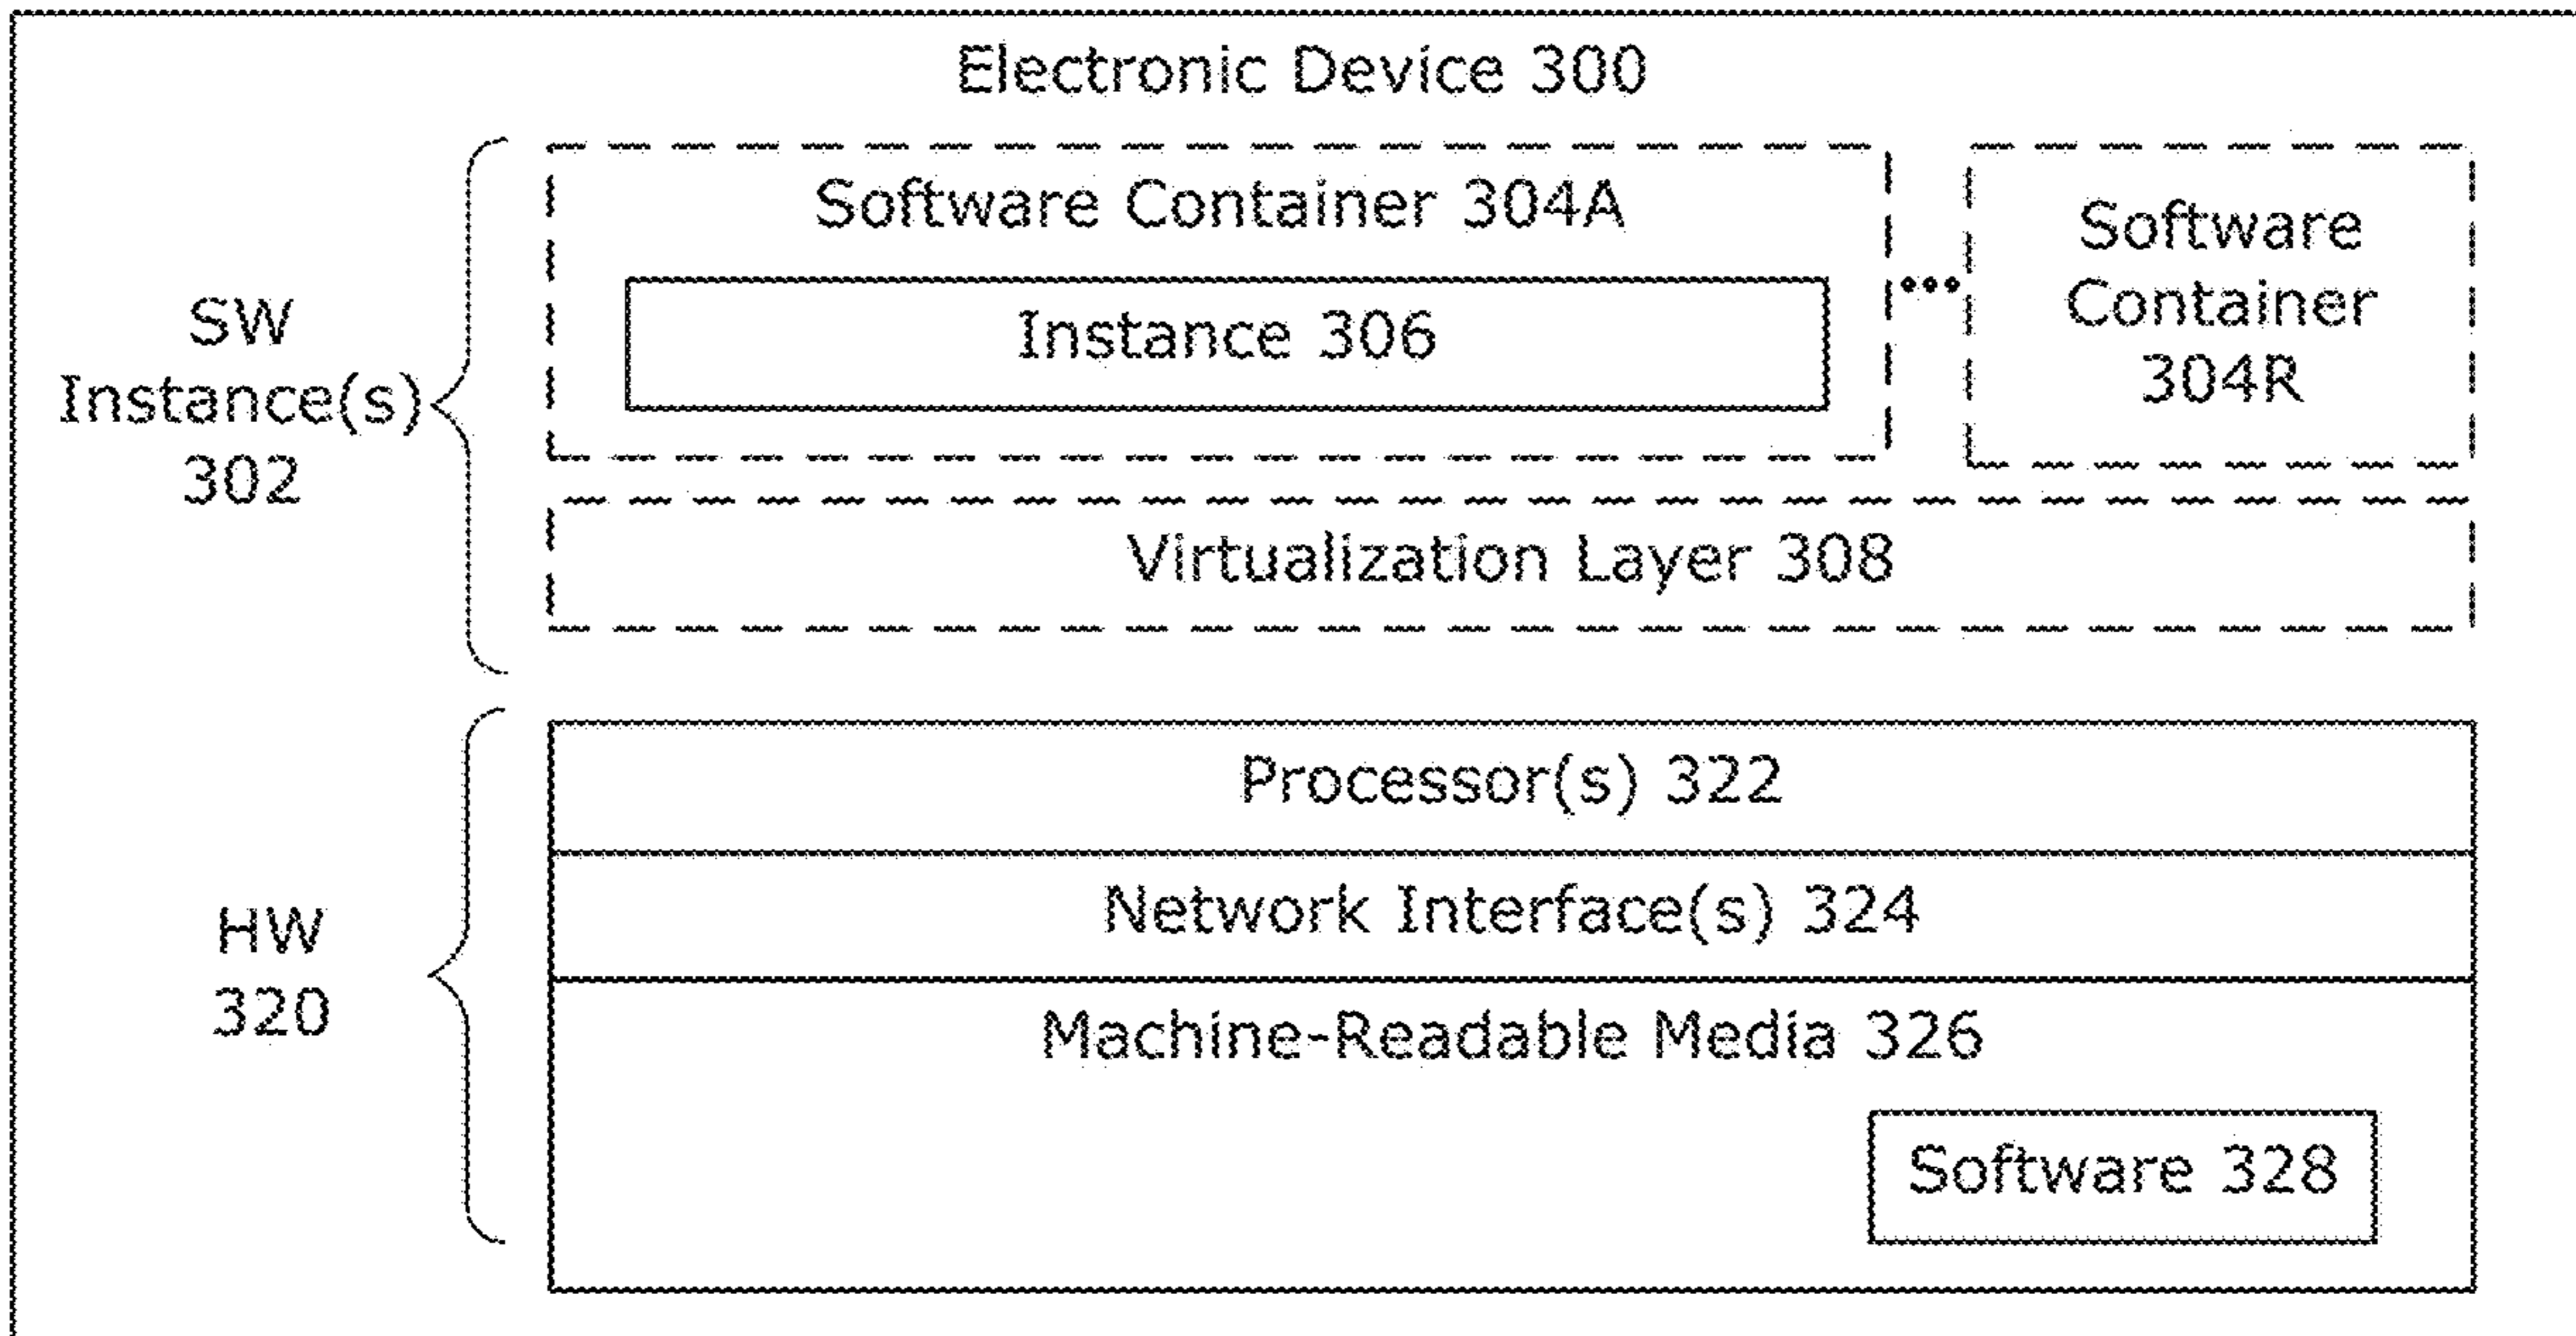 Electronic Device 300
SW
Instance(s)
302
Software Container 304A
Instance 306
...
Software
Container
304R
Virtualization Layer 308
HW
320
Processor(s) 322
Network Interface(s) 324
Machine-Readable Media 326
Software 328